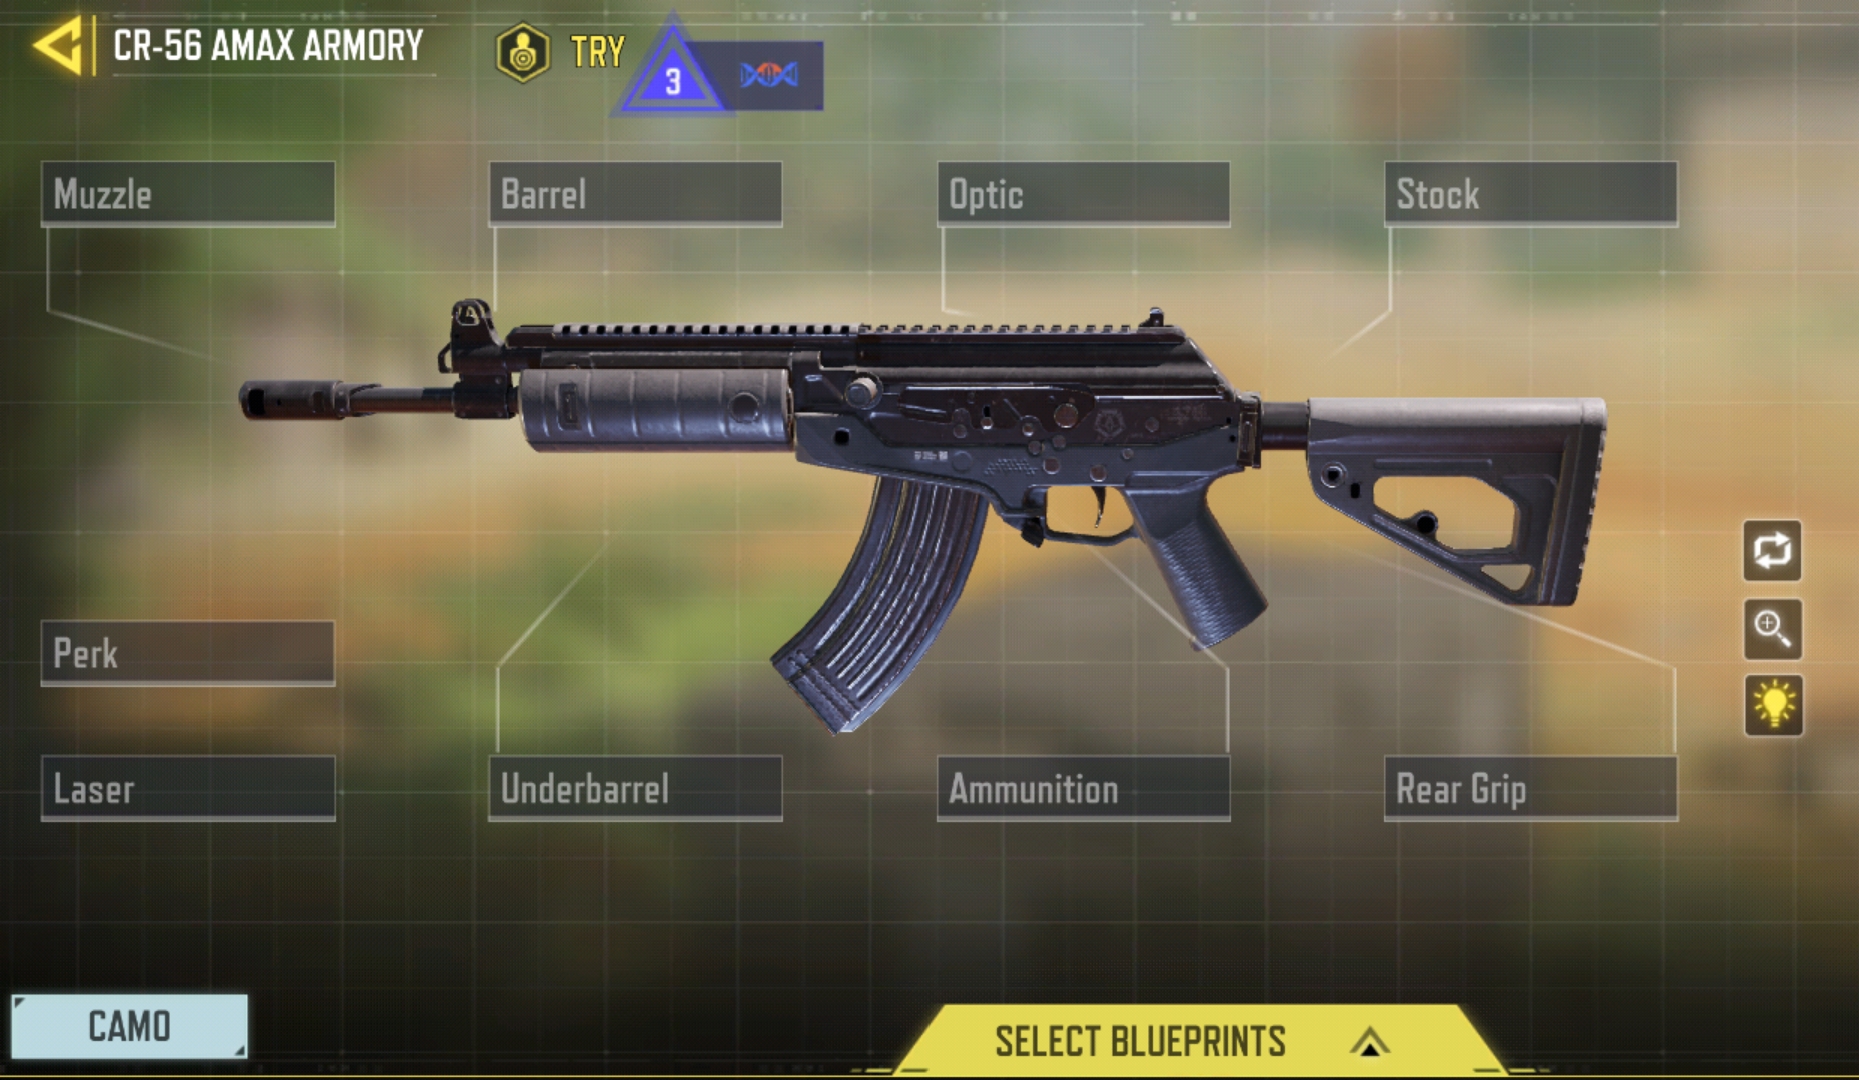 CR-56 AMAX ARMORY
TRY
3
Muzzle
Barrel
Optic
Stock
Perk
Laser
Underbarrel
Ammunition
Rear Grip
CAMO
SELECT BLUEPRINTS